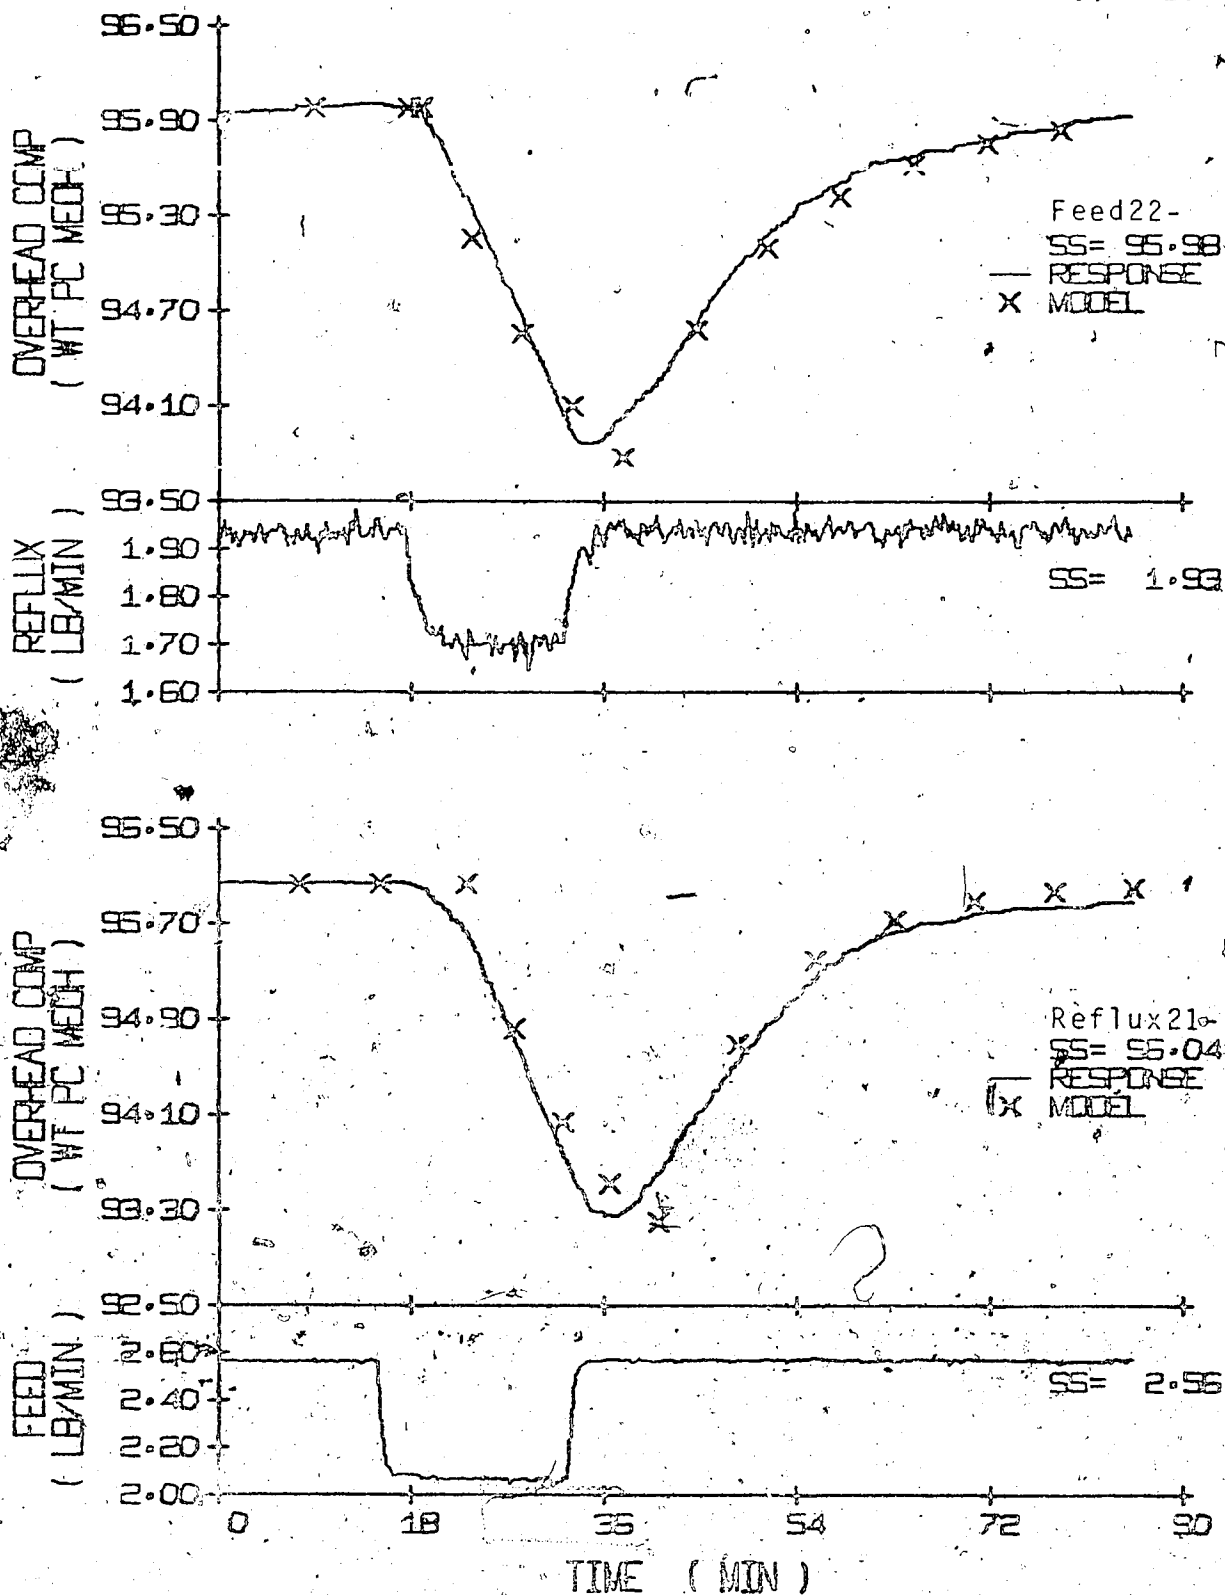 96.50
95.90
95.30
94.70
94.10
93.50
OVERHEAD COMP
( WT PC MEOH )
Feed22-
SS= 95.98
RESPONSE
MODEL
1.90
1.80
1.70
1.60
REFLUX
( LB/MIN )
SS= 1.93
96.50
95.70
94.90
94.10
93.30
92.50
OVERHEAD COMP
( WT PC MEOH )
Reflux21-
SS= 96.04
RESPONSE
MODEL
2.60
2.40
2.20
2.00
FEED
( LB/MIN )
SS= 2.56
0 18 36 54 72 90
TIME ( MIN )